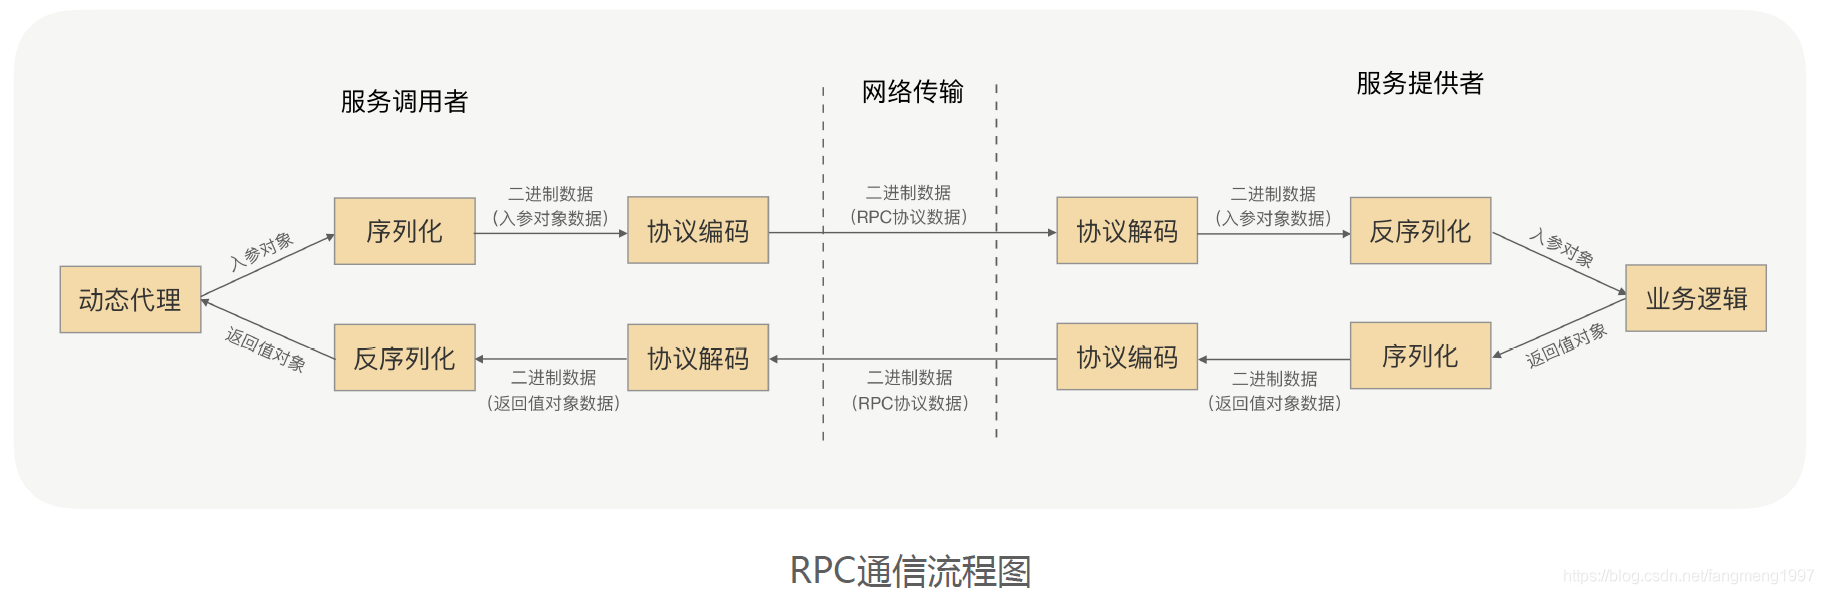 服务调用者
网络传输
服务提供者
二进制数据
(入参对象数据)
二进制数据
(RPC协议数据)
二进制数据
(入参对象数据)
序列化
协议编码
协议解码
反序列化
入参对象
入参对象
动态代理
业务逻辑
返回值对象
返回值对象
反序列化
协议解码
协议编码
序列化
二进制数据
(返回值对象数据)
二进制数据
(RPC协议数据)
二进制数据
(返回值对象数据)
RPC通信流程图
https://blog.csdn.net/fangmeng1997